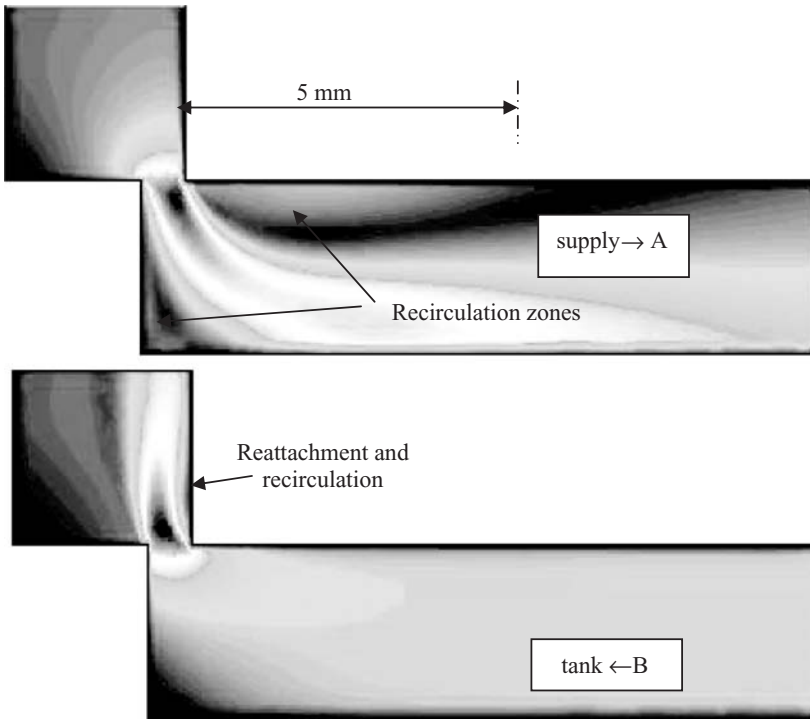 5 mm
supply→ A
Recirculation zones
Reattachment and
recirculation
tank ←B